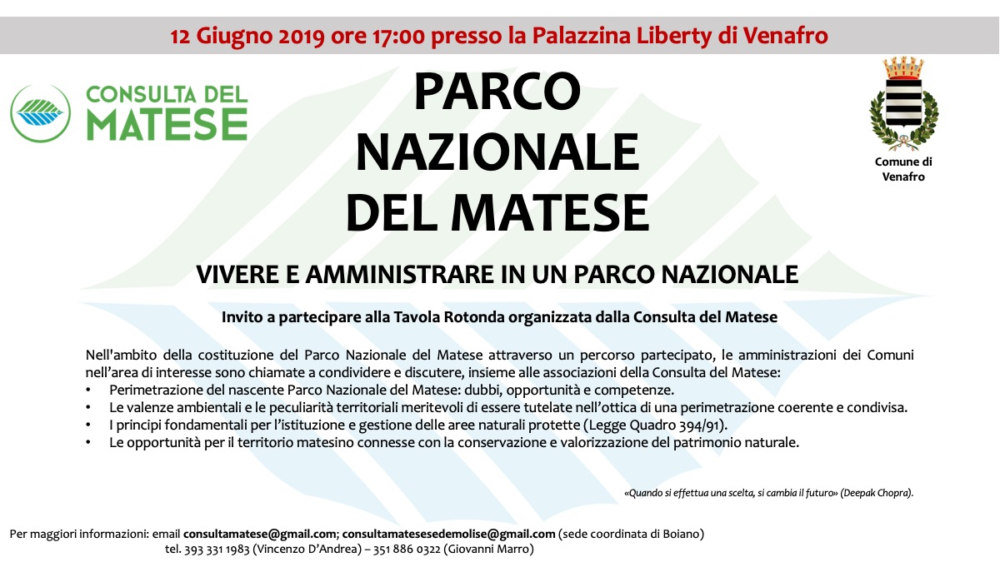 12 Giugno 2019 ore 17:00 presso la Palazzina Liberty di Venafro
CONSULTA DEL
MATESE
PARCO
NAZIONALE
DEL MATESE
Comune di
Venafro
VIVERE E AMMINISTRARE IN UN PARCO NAZIONALE
Invito a partecipare alla Tavola Rotonda organizzata dalla Consulta del Matese
Nell'ambito della costituzione del Parco Nazionale del Matese attraverso un percorso partecipato, le amministrazioni dei Comuni
nell’area di interesse sono chiamate a condividere e discutere, insieme alle associazioni della Consulta del Matese:
• Perimetrazione del nascente Parco Nazionale del Matese: dubbi, opportunità e competenze.
• Le valenze ambientali e le peculiarità territoriali meritevoli di essere tutelate nell’ottica di una perimetrazione coerente e condivisa.
• I principi fondamentali per l’istituzione e gestione delle aree naturali protette (Legge Quadro 394/91).
• Le opportunità per il territorio matesino connesse con la conservazione e valorizzazione del patrimonio naturale.
«Quando si effettua una scelta, si cambia il futuro» (Deepak Chopra).
Per maggiori informazioni: email consultamatese@gmail.com; consultamatesesedemolise@gmail.com (sede coordinata di Boiano)
tel. 393 331 1983 (Vincenzo D’Andrea) – 351 886 0322 (Giovanni Marro)